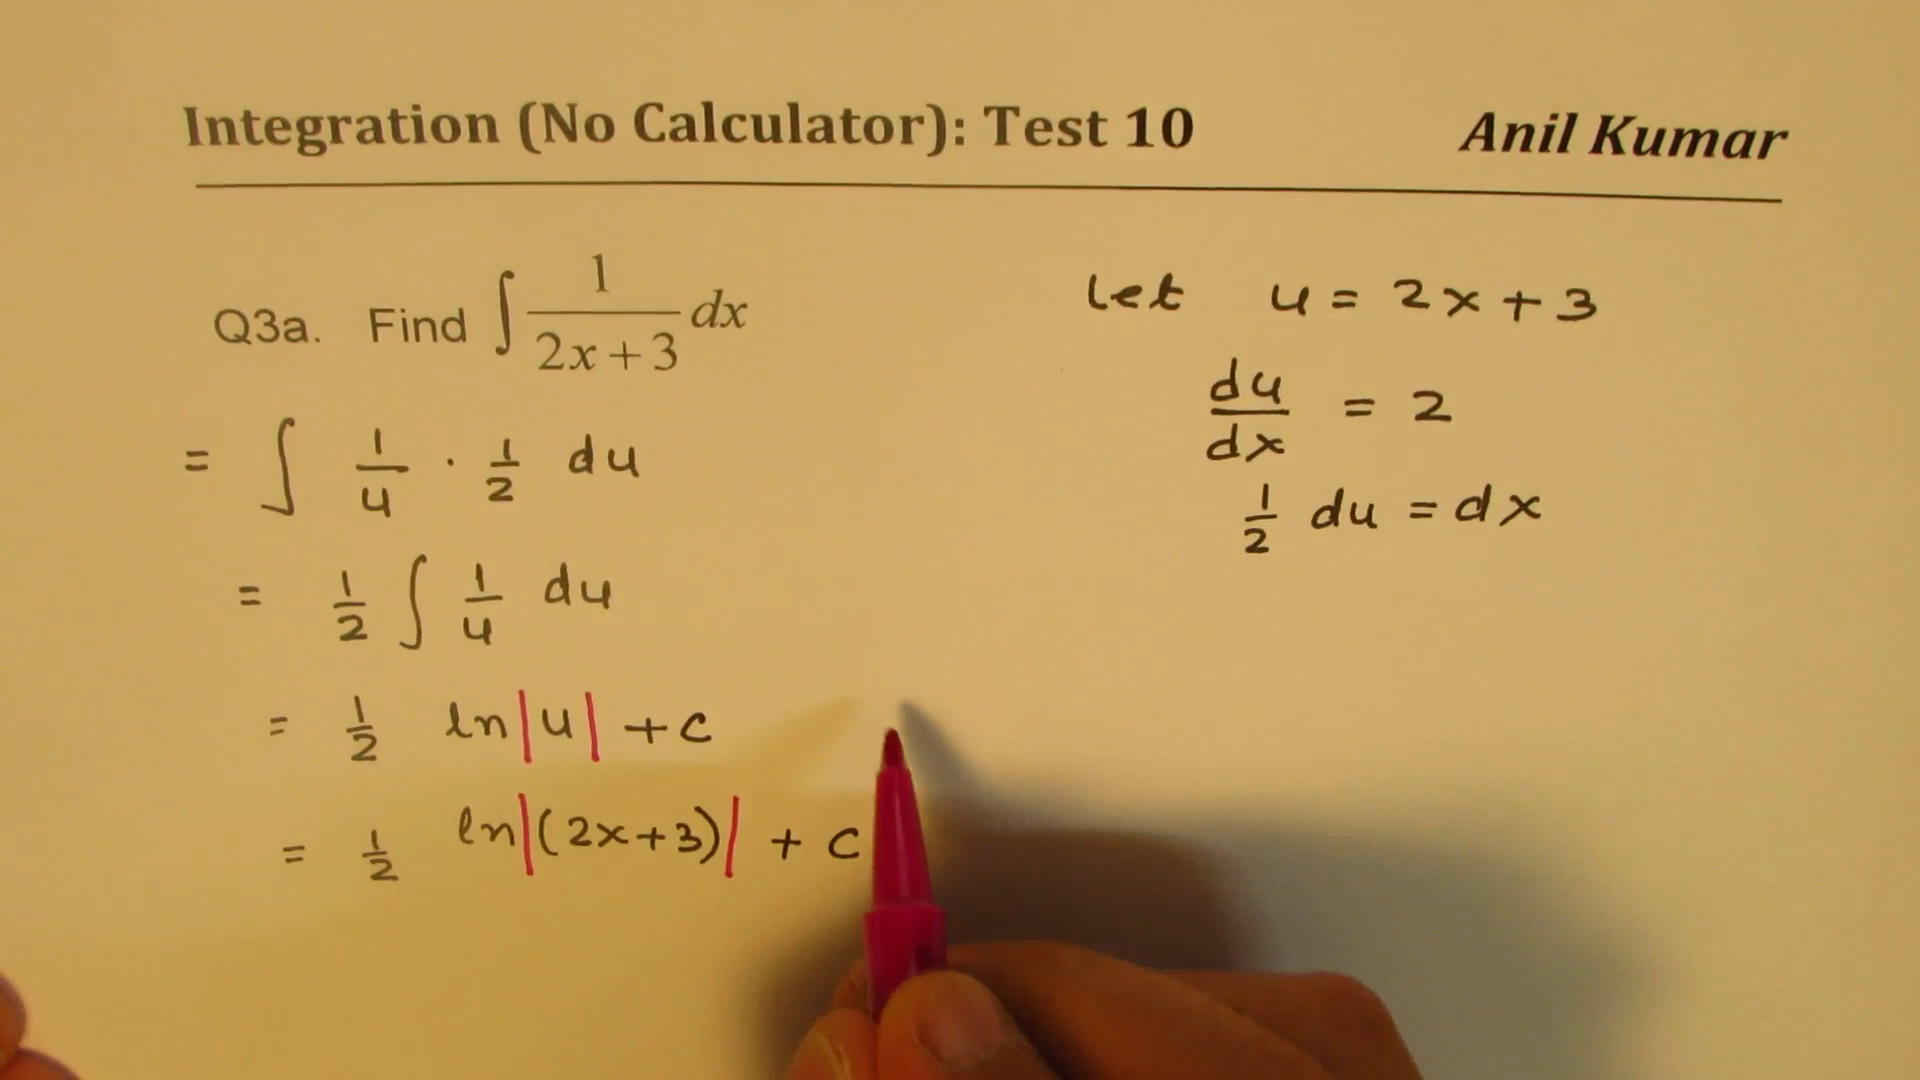 Integration (No Calculator): Test 10 Anil Kumar
Q3a. Find ∫ 1/(2x+3) dx
= ∫ 1/u · 1/2 du
= 1/2 ∫ 1/u du
= 1/2 ln|u| + c
= 1/2 ln|(2x+3)| + c
Let u = 2x+3
du/dx = 2
1/2 du = dx